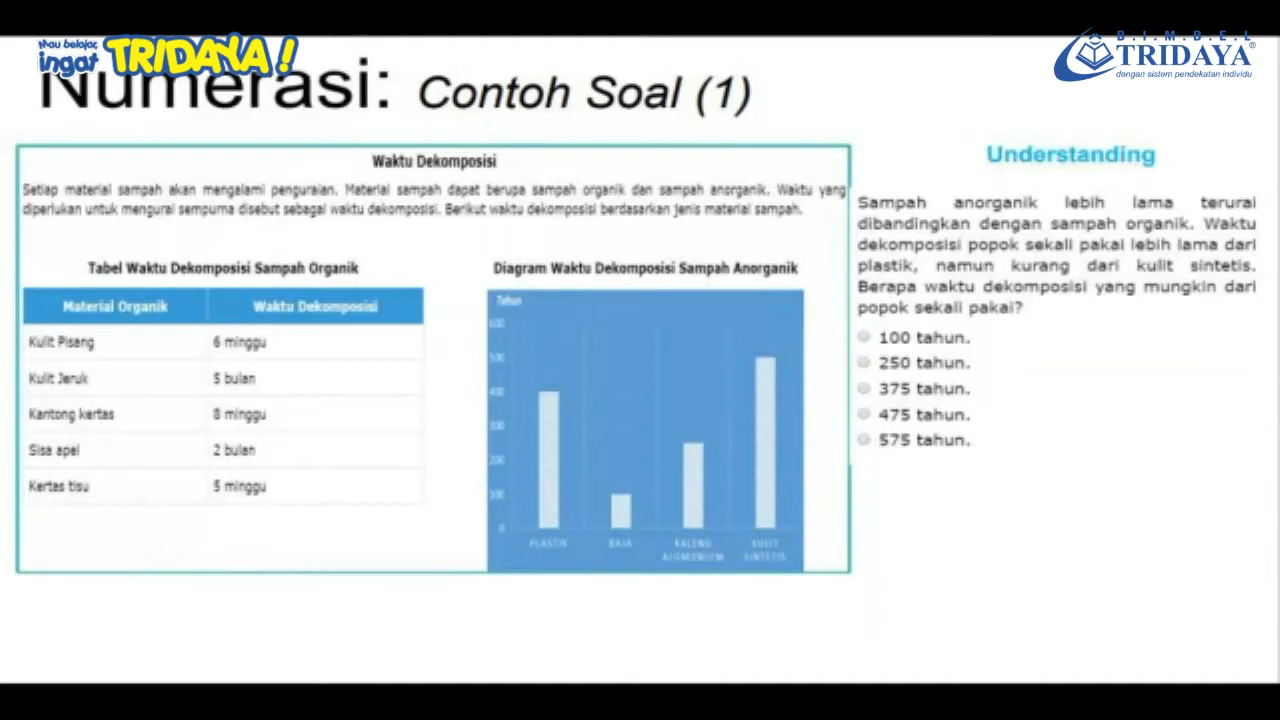 Mau belajar,
ingat TRIDAYA !
B.I.M.B.E.L
TRIDAYA®
dengan sistem pendekatan individu
Numerasi: Contoh Soal (1)
Waktu Dekomposisi
Setiap material sampah akan mengalami penguraian. Material sampah dapat berupa sampah organik dan sampah anorganik. Waktu yang
diperlukan untuk mengurai sempurna disebut sebagai waktu dekomposisi. Berikut waktu dekomposisi berdasarkan jenis material sampah.
Tabel Waktu Dekomposisi Sampah Organik
Material Organik Waktu Dekomposisi
Kulit Pisang 6 minggu
Kulit Jeruk 5 bulan
Kantong kertas 8 minggu
Sisa apel 2 bulan
Kertas tisu 5 minggu
Diagram Waktu Dekomposisi Sampah Anorganik
Tahun
600
500
400
300
200
100
0
PLASTIK BAJA KALENG KULIT
ALUMUNIUM SINTETIS
Understanding
Sampah anorganik lebih lama terurai
dibandingkan dengan sampah organik. Waktu
dekomposisi popok sekali pakai lebih lama dari
plastik, namun kurang dari kulit sintetis.
Berapa waktu dekomposisi yang mungkin dari
popok sekali pakai?
100 tahun.
250 tahun.
375 tahun.
475 tahun.
575 tahun.